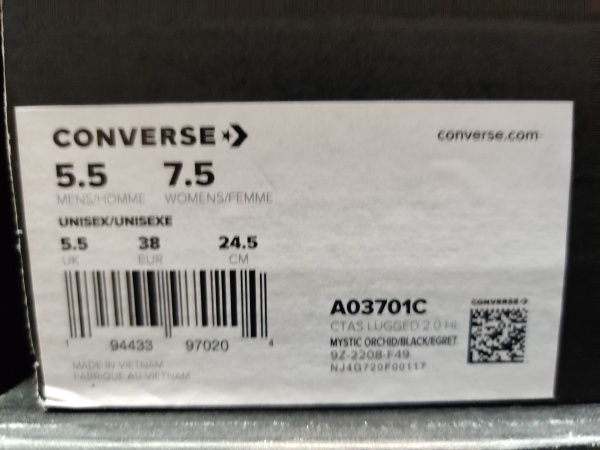 CONVERSE
converse.com
5.5 7.5
MENS/HOMME WOMENS/FEMME
UNISEX/UNISEXE
5.5 38 24.5
UK EUR CM
1 94433 97020 4
MADE IN VIETNAM
FABRIQUE AU VIETNAM
CONVERSE
A03701C
CTAS LUGGED 2.0 HI
MYSTIC ORCHID/BLACK/EGRET
9Z-2208-F49
NJ4G720F00117